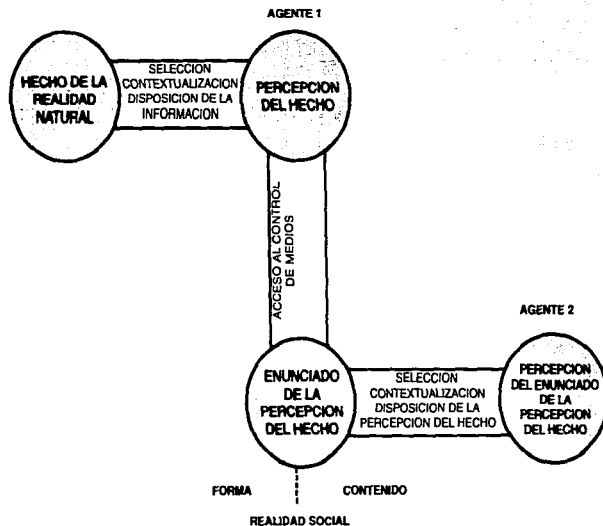 AGENTE 1
HECHO DE LA
REALIDAD
NATURAL
SELECCION
CONTEXTUALIZACION
DISPOSICION DE LA
INFORMACION
PERCEPCION
DEL HECHO
ACCESO AL CONTROL
DE MEDIOS
AGENTE 2
ENUNCIADO
DE LA
PERCEPCION
DEL HECHO
SELECCION
CONTEXTUALIZACION
DISPOSICION DE LA
PERCEPCION DEL HECHO
PERCEPCION
DEL ENUNCIADO
DE LA
PERCEPCION
DEL HECHO
FORMA
CONTENIDO
REALIDAD SOCIAL